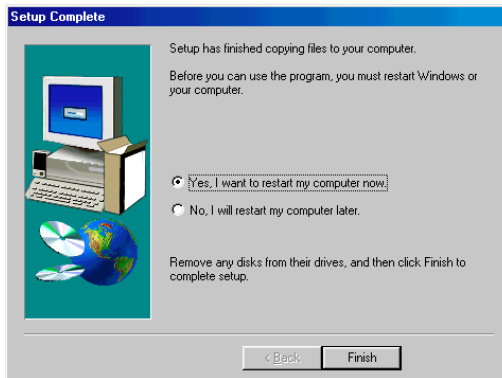 Setup Complete
Setup has finished copying files to your computer.
Before you can use the program, you must restart Windows or
your computer.
Yes, I want to restart my computer now.
No, I will restart my computer later.
Remove any disks from their drives, and then click Finish to
complete setup.
< Back
Finish